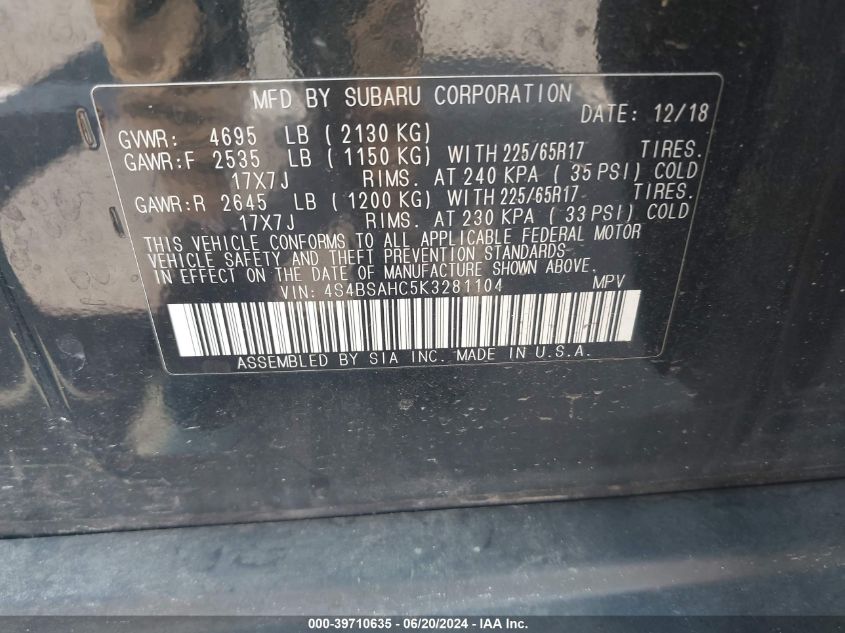 MFD BY SUBARU CORPORATION
DATE: 12/18
GVWR: 4695 LB ( 2130 KG)
GAWR:F 2535 LB ( 1150 KG) WITH 225/65R17 TIRES.
17X7J RIMS. AT 240 KPA ( 35 PSI) COLD
GAWR:R 2645 LB ( 1200 KG) WITH 225/65R17 TIRES.
17X7J RIMS. AT 230 KPA ( 33 PSI) COLD
THIS VEHICLE CONFORMS TO ALL APPLICABLE FEDERAL MOTOR
VEHICLE SAFETY AND THEFT PREVENTION STANDARDS
IN EFFECT ON THE DATE OF MANUFACTURE SHOWN ABOVE.
VIN: 4S4BSAHC5K3281104 MPV
ASSEMBLED BY SIA INC. MADE IN U.S.A.
000-39710635 - 06/20/2024 - IAA Inc.